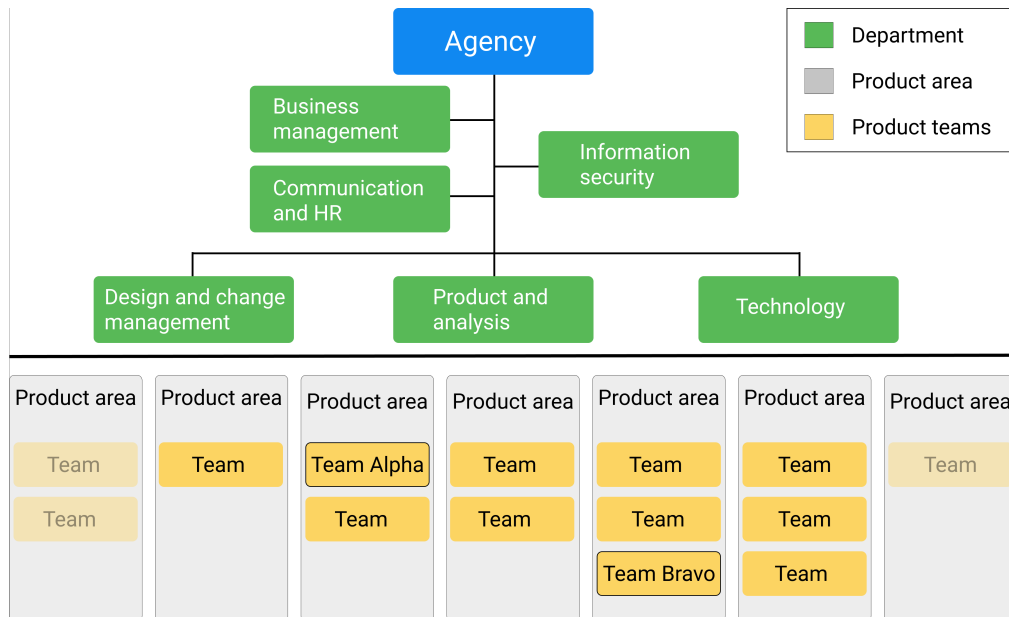 Agency
Department
Product area
Product teams
Business
management
Information
security
Communication
and HR
Design and change
management
Product and
analysis
Technology
Product area
Product area
Product area
Product area
Product area
Product area
Product area
Team
Team
Team Alpha
Team
Team
Team
Team
Team
Team
Team
Team
Team
Team Bravo
Team